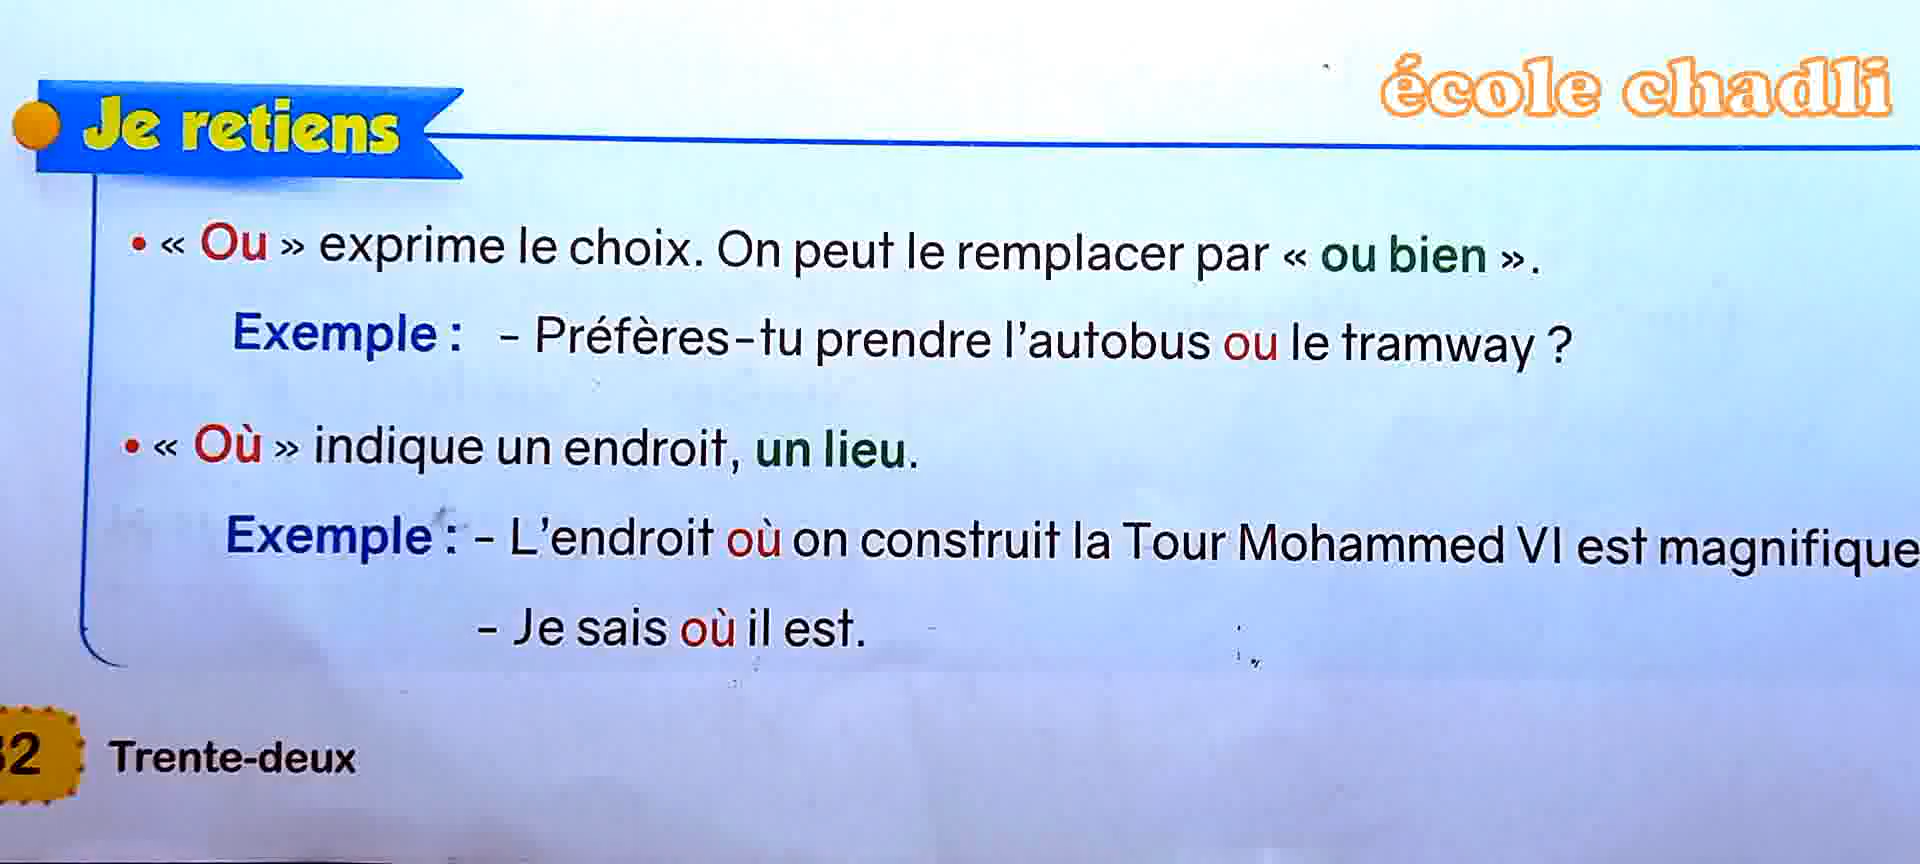 école chadli
Je retiens
• « Ou » exprime le choix. On peut le remplacer par « ou bien ».
Exemple : - Préfères-tu prendre l'autobus ou le tramway ?
• « Où » indique un endroit, un lieu.
Exemple : - L'endroit où on construit la Tour Mohammed VI est magnifique
- Je sais où il est.
32 Trente-deux